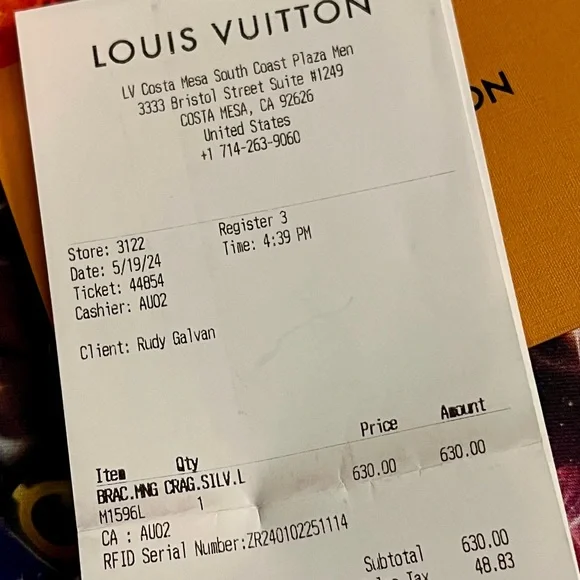 LOUIS VUITTON
LV Costa Mesa South Coast Plaza Men
3333 Bristol Street Suite #1249
COSTA MESA, CA 92626
United States
+1 714-263-9060
ON
Store: 3122 Register 3
Date: 5/19/24 Time: 4:39 PM
Ticket: 44854
Cashier: AU02
Client: Rudy Galvan
Item Qty Price Amount
BRAC.MNG CRAG.SILV.L
M1596L 1 630.00 630.00
CA : AU02
RFID Serial Number:ZR240102251114
Subtotal 630.00
Tax 48.83